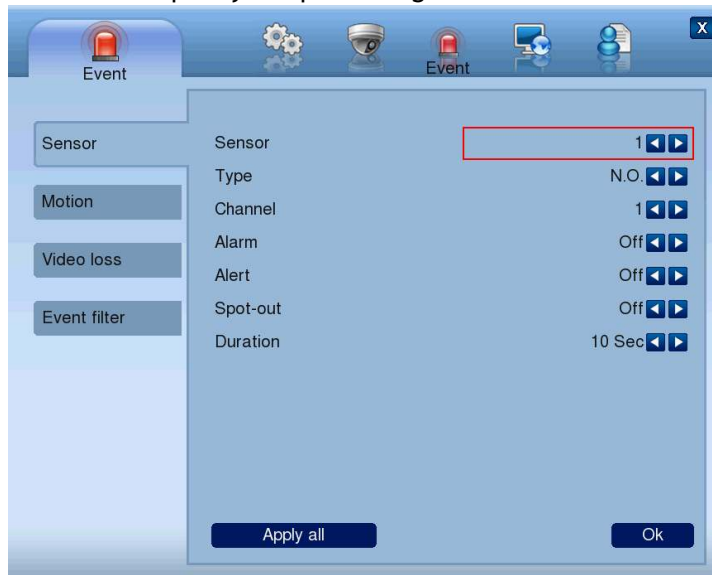 Event
Event
X
Sensor
Motion
Video loss
Event filter
Sensor 1
Type N.O.
Channel 1
Alarm Off
Alert Off
Spot-out Off
Duration 10 Sec
Apply all
Ok